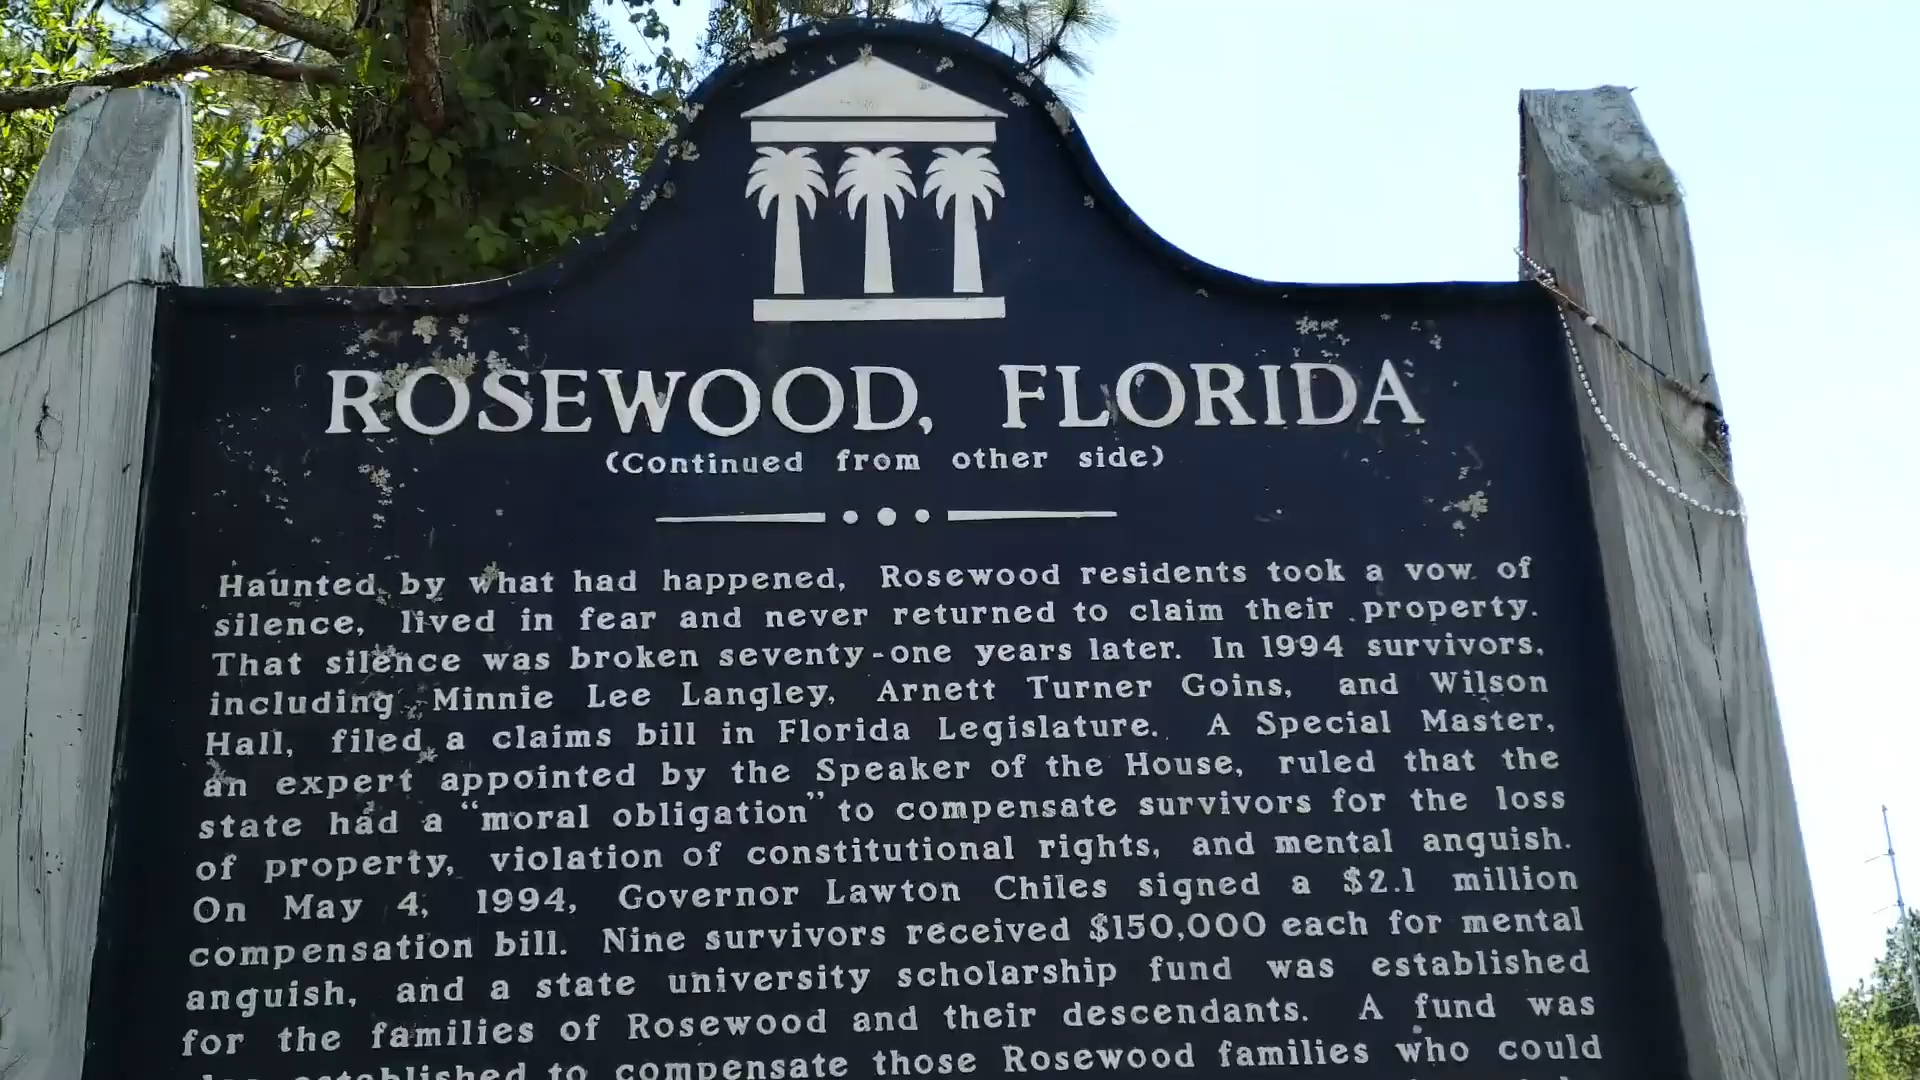 ROSEWOOD, FLORIDA
(Continued from other side)
Haunted by what had happened, Rosewood residents took a vow of
silence, lived in fear and never returned to claim their property.
That silence was broken seventy-one years later. In 1994 survivors,
including Minnie Lee Langley, Arnett Turner Goins, and Wilson
Hall, filed a claims bill in Florida Legislature. A Special Master,
an expert appointed by the Speaker of the House, ruled that the
state had a “moral obligation” to compensate survivors for the loss
of property, violation of constitutional rights, and mental anguish.
On May 4, 1994, Governor Lawton Chiles signed a $2.1 million
compensation bill. Nine survivors received $150,000 each for mental
anguish, and a state university scholarship fund was established
for the families of Rosewood and their descendants. A fund was
established to compensate those Rosewood families who could